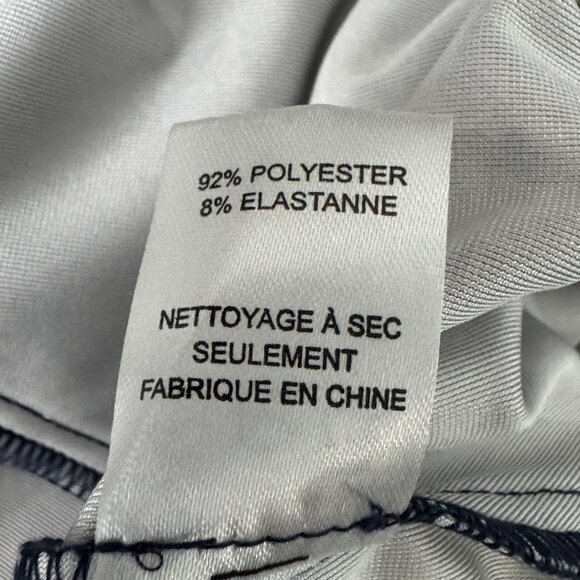 92% POLYESTER
8% ELASTANNE
NETTOYAGE À SEC
SEULEMENT
FABRIQUE EN CHINE